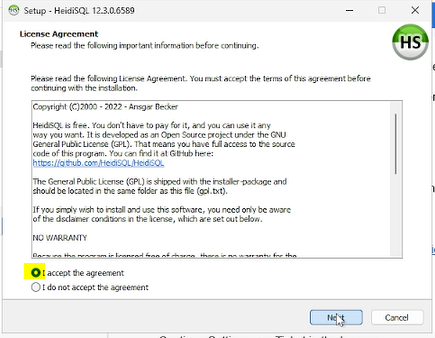 Setup - HeidiSQL 12.3.0.6589
License Agreement
Please read the following important information before continuing.
HS
Please read the following License Agreement. You must accept the terms of this agreement before
continuing with the installation.
Copyright (C)2000 - 2022 - Ansgar Becker
HeidiSQL is free. You don't have to pay for it, and you can use it any
way you want. It is developed as an Open Source project under the GNU
General Public License (GPL). That means you have full access to the source
code of this program. You can find it at GitHub here:
https://github.com/HeidiSQL/HeidiSQL
The General Public License (GPL) is shipped with the installer-package and
should be located in the same folder as this file (gpl.txt).
If you simply wish to install and use this software, you need only be aware
of the disclaimer conditions in the license, which are set out below.
NO WARRANTY
Because the program is licensed free of charge, there is no warranty for the
I accept the agreement
I do not accept the agreement
Next
Cancel